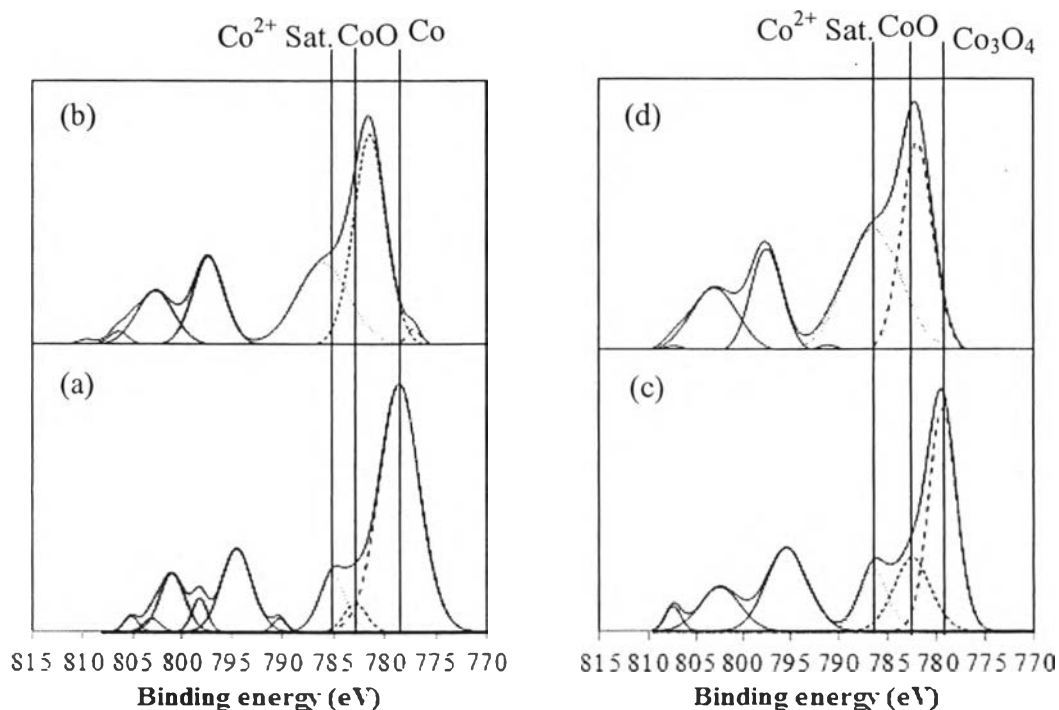 Co²⁺ Sat. CoO Co
(b)
(a)
815 810 805 800 795 790 785 780 775 770
Binding energy (eV)
Co²⁺ Sat. CoO Co₃O₄
(d)
(c)
815 810 805 800 795 790 785 780 775 770
Binding energy (eV)